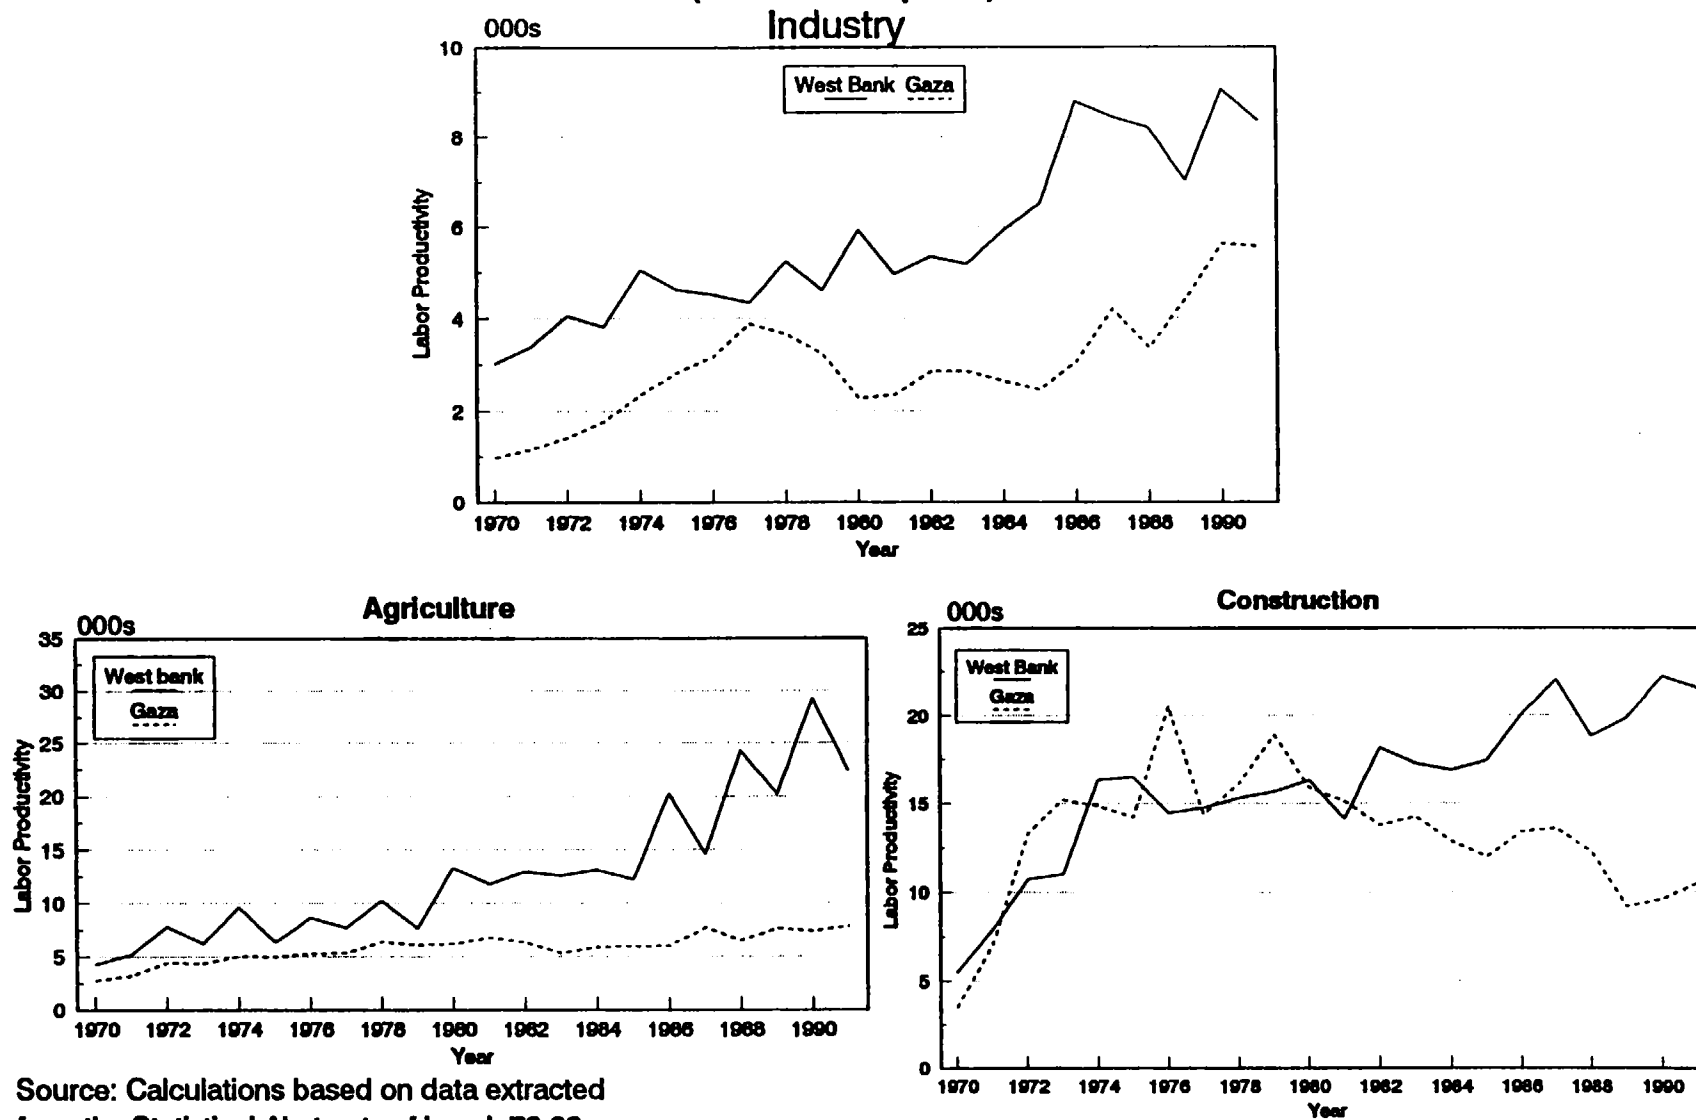 Industry
000s
West Bank Gaza
10
8
6
4
2
0
Labor Productivity
1970 1972 1974 1976 1978 1980 1982 1984 1986 1988 1990
Year
Agriculture
000s
West bank
Gaza
35
30
25
20
15
10
5
0
Labor Productivity
1970 1972 1974 1976 1978 1980 1982 1984 1986 1988 1990
Year
Construction
000s
West Bank
Gaza
25
20
15
10
5
0
Labor Productivity
1970 1972 1974 1976 1978 1980 1982 1984 1986 1988 1990
Year
Source: Calculations based on data extracted